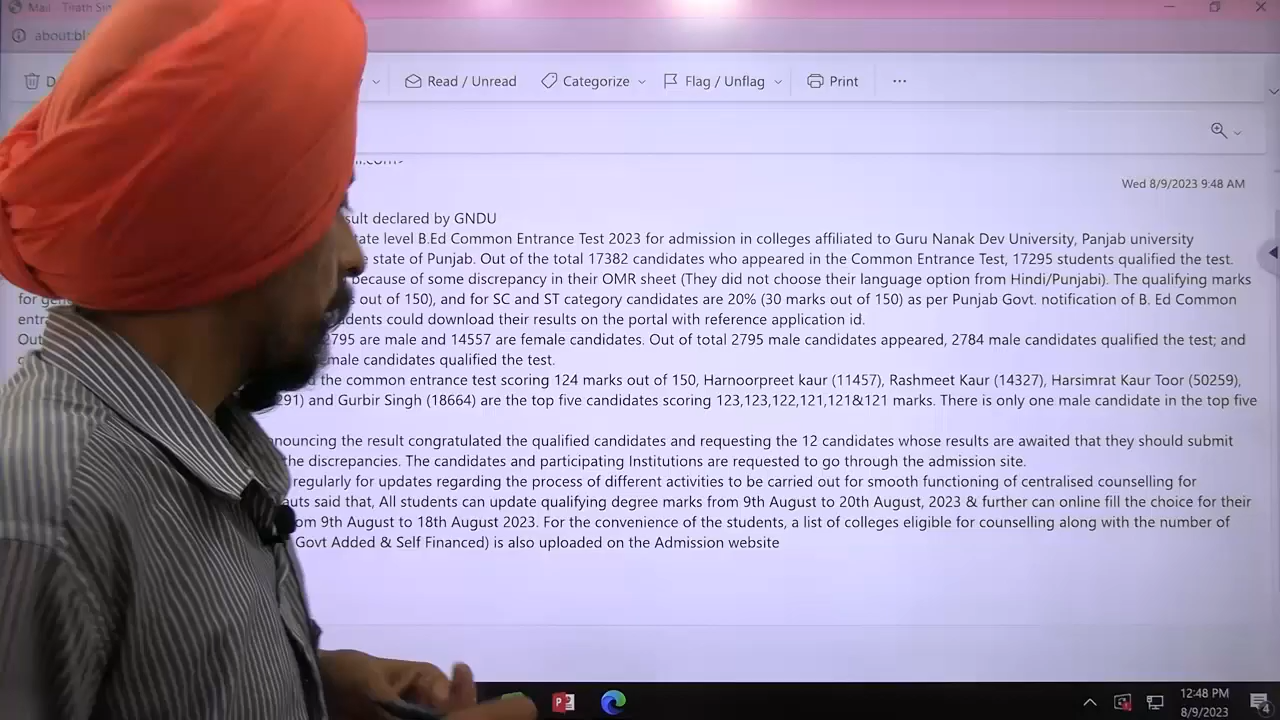 Mail - Tirath Sin
about:bl
D
Read / Unread
Categorize
Flag / Unflag
Print
Wed 8/9/2023 9:48 AM
sult declared by GNDU
tate level B.Ed Common Entrance Test 2023 for admission in colleges affiliated to Guru Nanak Dev University, Panjab university
e state of Punjab. Out of the total 17382 candidates who appeared in the Common Entrance Test, 17295 students qualified the test.
because of some discrepancy in their OMR sheet (They did not choose their language option from Hindi/Punjabi). The qualifying marks
for gen s out of 150), and for SC and ST category candidates are 20% (30 marks out of 150) as per Punjab Govt. notification of B. Ed Common
entra dents could download their results on the portal with reference application id.
Out 2795 are male and 14557 are female candidates. Out of total 2795 male candidates appeared, 2784 male candidates qualified the test; and
male candidates qualified the test.
d the common entrance test scoring 124 marks out of 150, Harnoorpreet kaur (11457), Rashmeet Kaur (14327), Harsimrat Kaur Toor (50259),
291) and Gurbir Singh (18664) are the top five candidates scoring 123,123,122,121,121&121 marks. There is only one male candidate in the top five
nouncing the result congratulated the qualified candidates and requesting the 12 candidates whose results are awaited that they should submit
the discrepancies. The candidates and participating Institutions are requested to go through the admission site.
regularly for updates regarding the process of different activities to be carried out for smooth functioning of centralised counselling for
uts said that, All students can update qualifying degree marks from 9th August to 20th August, 2023 & further can online fill the choice for their
om 9th August to 18th August 2023. For the convenience of the students, a list of colleges eligible for counselling along with the number of
Govt Added & Self Financed) is also uploaded on the Admission website
12:48 PM
8/9/2023
4